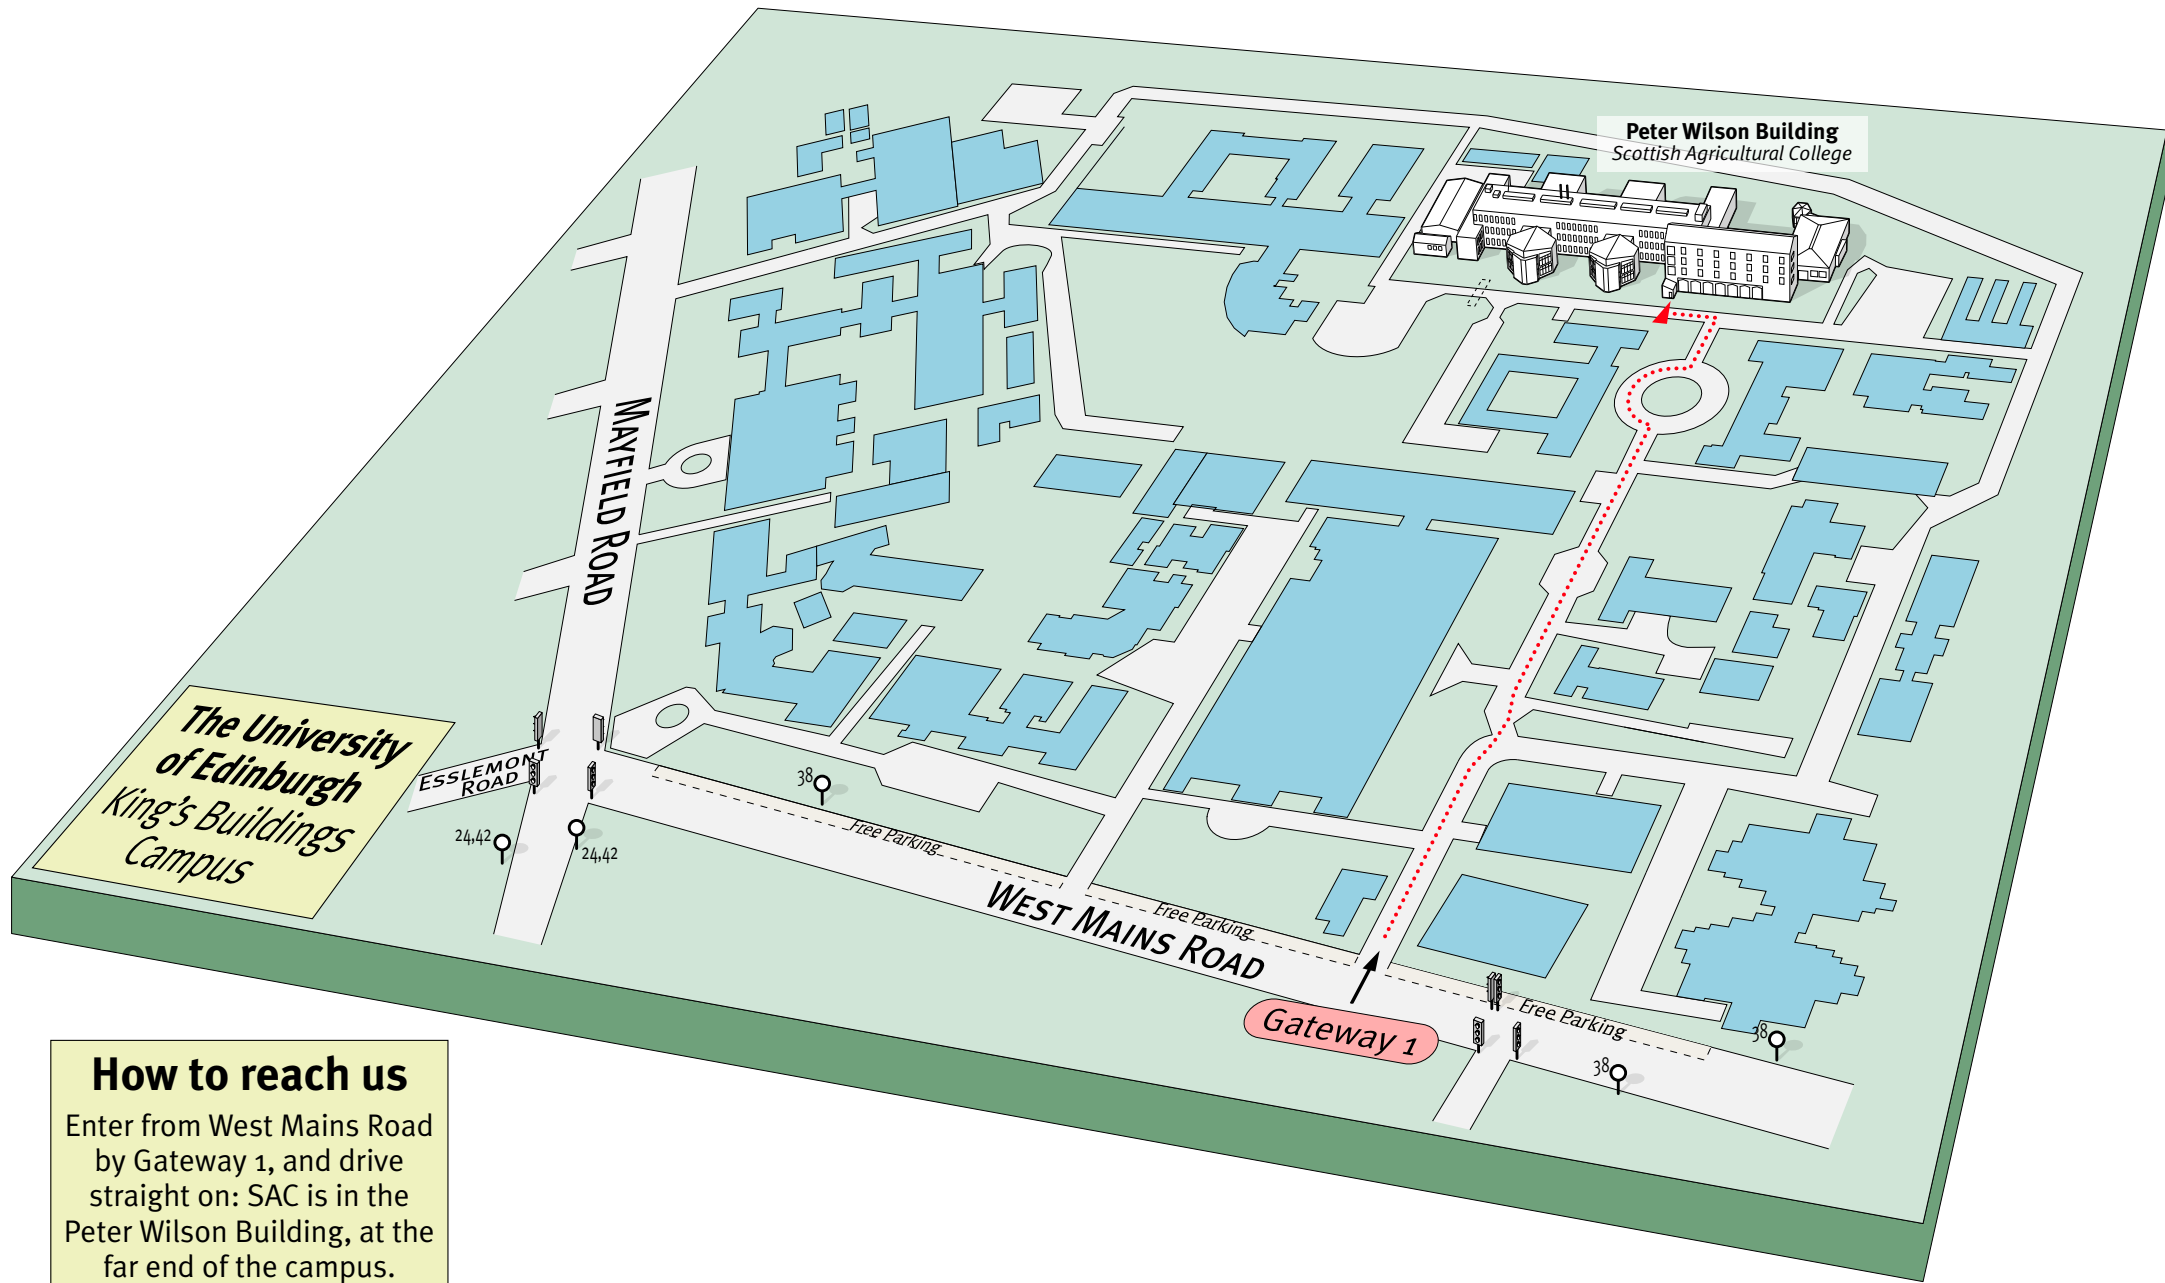 Peter Wilson Building
Scottish Agricultural College
MAYFIELD ROAD
The University
of Edinburgh
King's Buildings
Campus
ESSLEMONT
ROAD
38
24,42
24,42
Free Parking
WEST MAINS ROAD
Free Parking
Gateway 1
Free Parking
38
38
How to reach us
Enter from West Mains Road
by Gateway 1, and drive
straight on: SAC is in the
Peter Wilson Building, at the
far end of the campus.